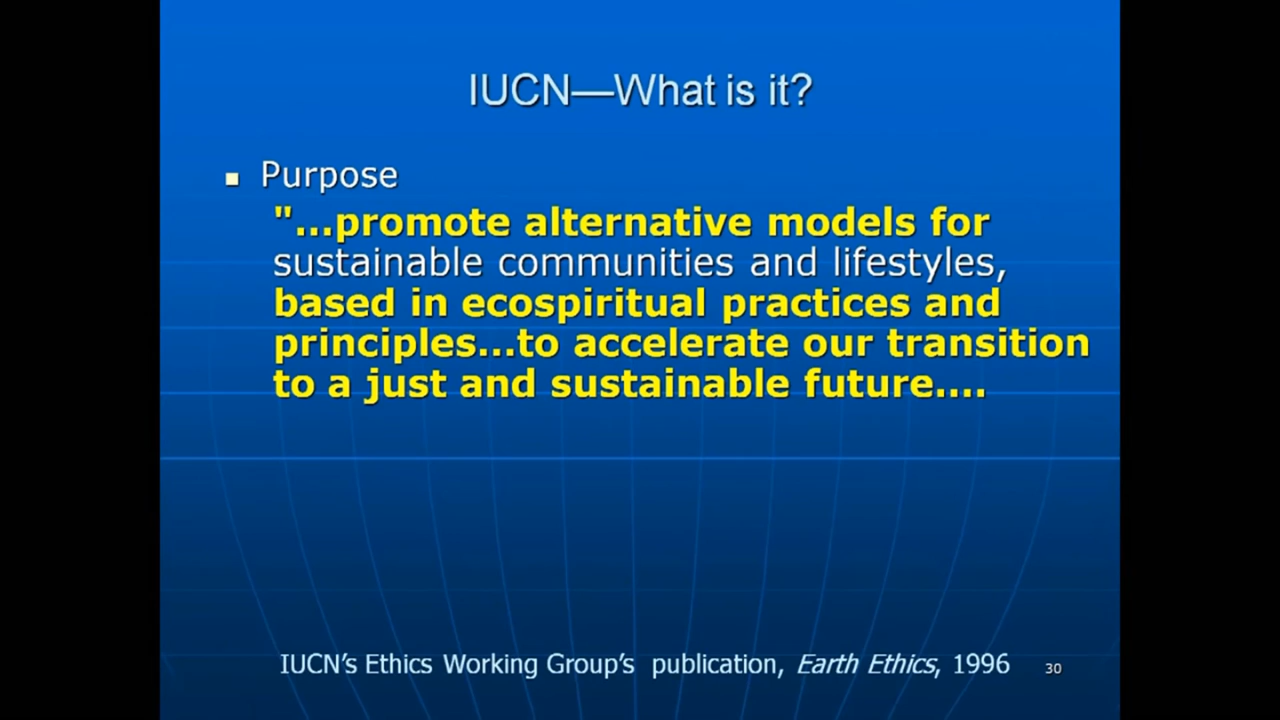 IUCN—What is it?
Purpose
"...promote alternative models for
sustainable communities and lifestyles,
based in ecospiritual practices and
principles...to accelerate our transition
to a just and sustainable future....
IUCN's Ethics Working Group's publication, Earth Ethics, 1996
30